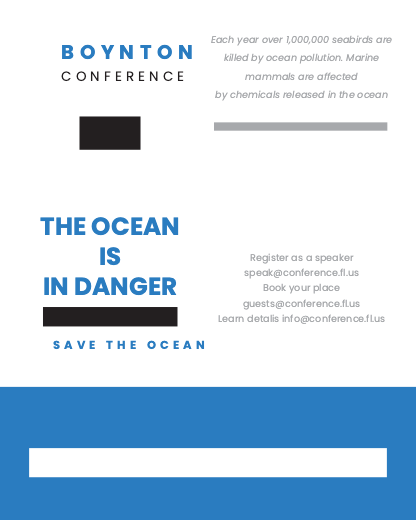 BOYNTON
CONFERENCE
Each year over 1,000,000 seabirds are
killed by ocean pollution. Marine
mammals are affected
by chemicals released in the ocean
THE OCEAN
IS
IN DANGER
SAVE THE OCEAN
Register as a speaker
speak@conference.fl.us
Book your place
guests@conference.fl.us
Learn detalis info@conference.fl.us